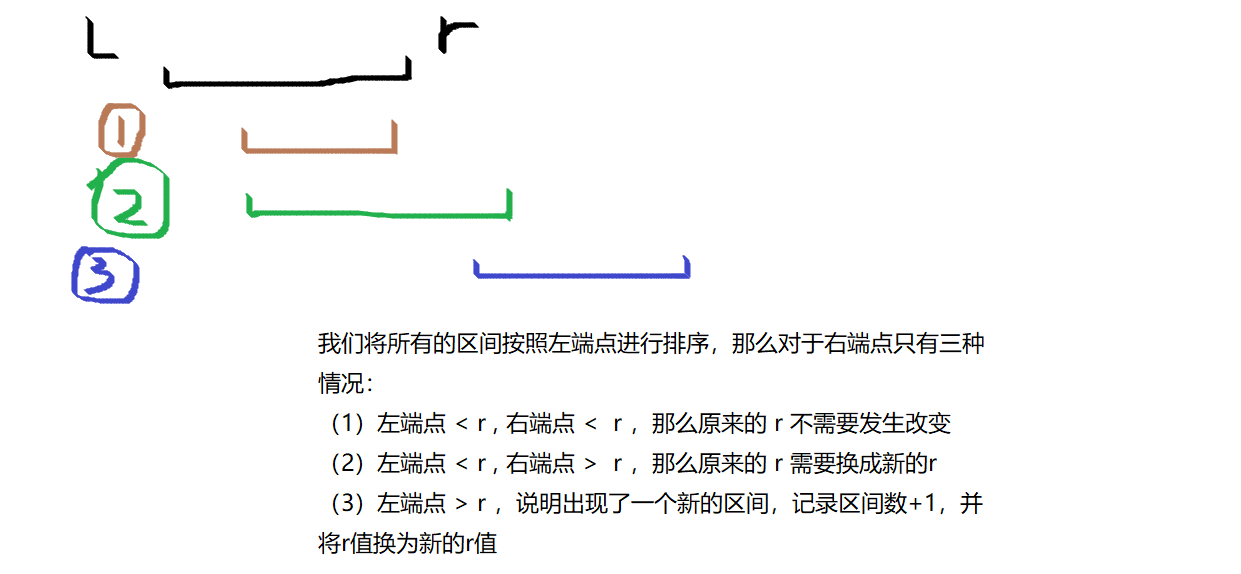 L r
1
2
3
我们将所有的区间按照左端点进行排序，那么对于右端点只有三种
情况：
（1）左端点 < r , 右端点 < r ，那么原来的 r 不需要发生改变
（2）左端点 < r , 右端点 > r ，那么原来的 r 需要换成新的r
（3）左端点 > r ，说明出现了一个新的区间，记录区间数+1，并
将r值换为新的r值